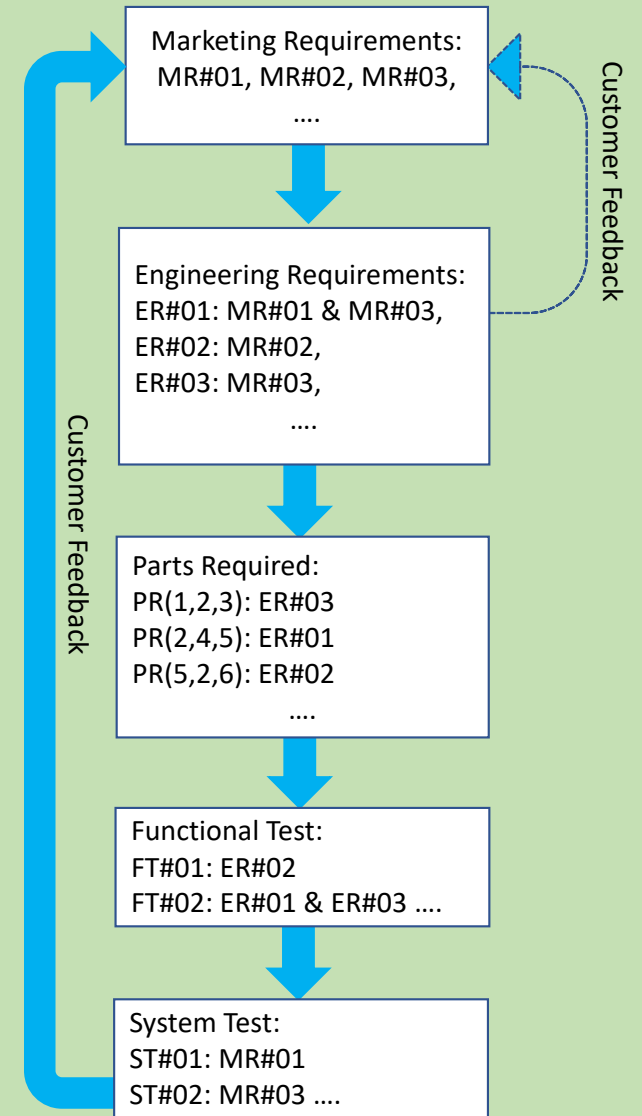 Marketing Requirements:
MR#01, MR#02, MR#03,
....
Customer Feedback
Engineering Requirements:
ER#01: MR#01 & MR#03,
ER#02: MR#02,
ER#03: MR#03,
....
Customer Feedback
Parts Required:
PR(1,2,3): ER#03
PR(2,4,5): ER#01
PR(5,2,6): ER#02
....
Functional Test:
FT#01: ER#02
FT#02: ER#01 & ER#03 ....
System Test:
ST#01: MR#01
ST#02: MR#03 ....